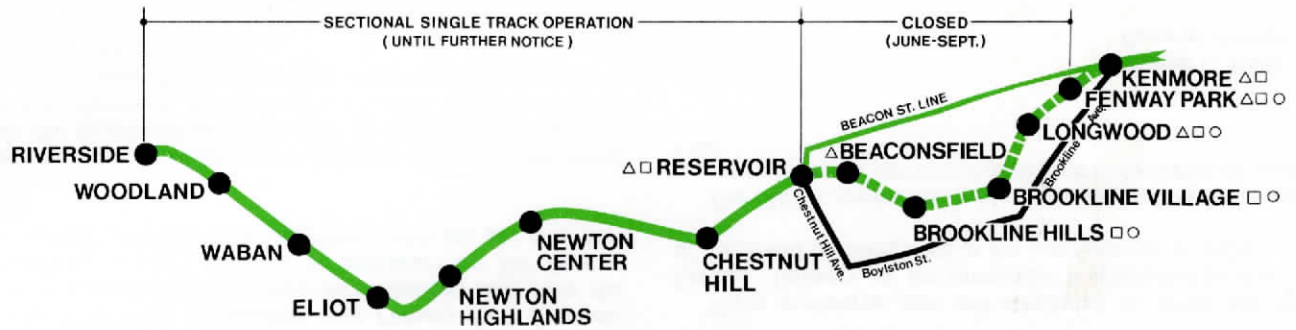 SECTIONAL SINGLE TRACK OPERATION
(UNTIL FURTHER NOTICE)
CLOSED
(JUNE-SEPT.)
KENMORE △□
FENWAY PARK △□○
BEACON ST. LINE
LONGWOOD △□○
Brookline Ave.
RIVERSIDE
WOODLAND
△□ RESERVOIR
△BEACONSFIELD
BROOKLINE VILLAGE □○
BROOKLINE HILLS □○
Chestnut Hill Ave.
Boylston St.
WABAN
NEWTON
CENTER
CHESTNUT
HILL
ELIOT
NEWTON
HIGHLANDS